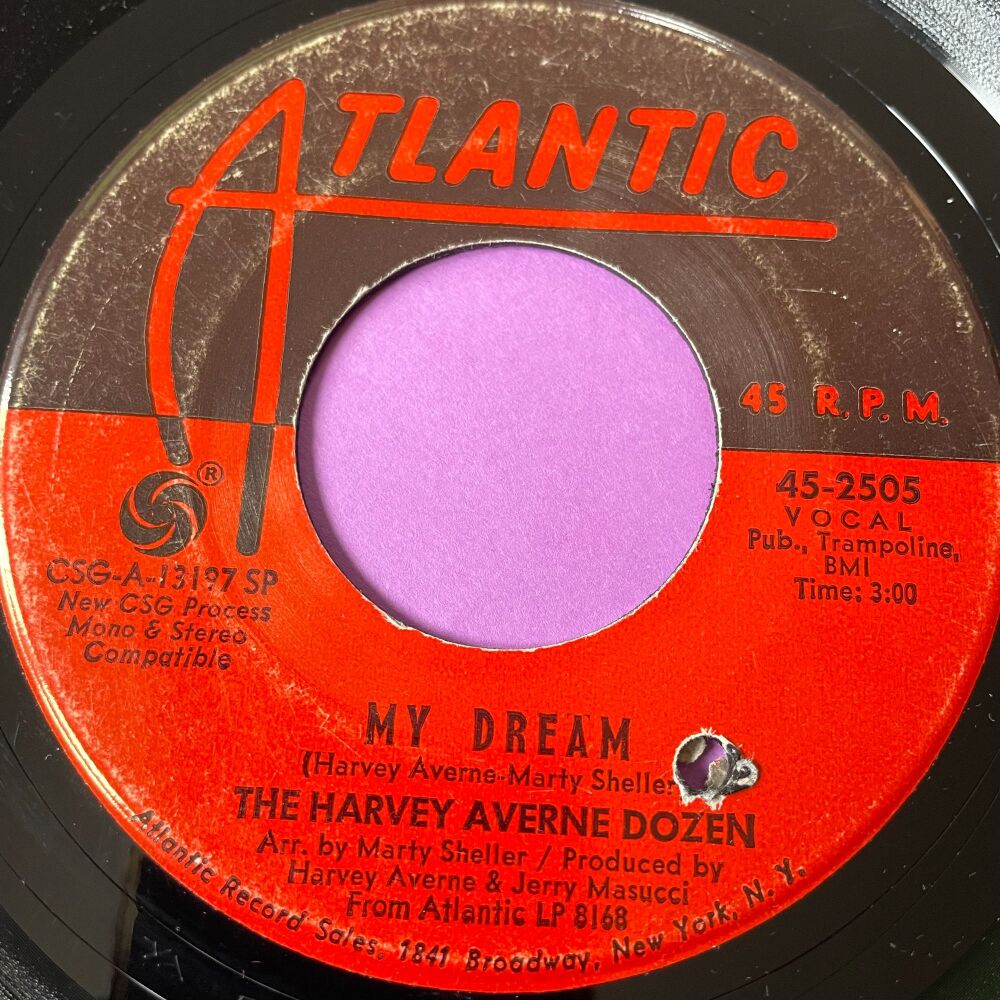 ATLANTIC
45 R.P.M.
®
CSG-A-13197 SP
New CSG Process
Mono & Stereo
Compatible
45-2505
VOCAL
Pub., Trampoline,
BMI
Time: 3:00
MY DREAM
(Harvey Averne-Marty Sheller
THE HARVEY AVERNE DOZEN
Arr. by Marty Sheller / Produced by
Harvey Averne & Jerry Masucci
From Atlantic LP 8168
Atlantic Record Sales, 1841 Broadway, New York, N. Y.